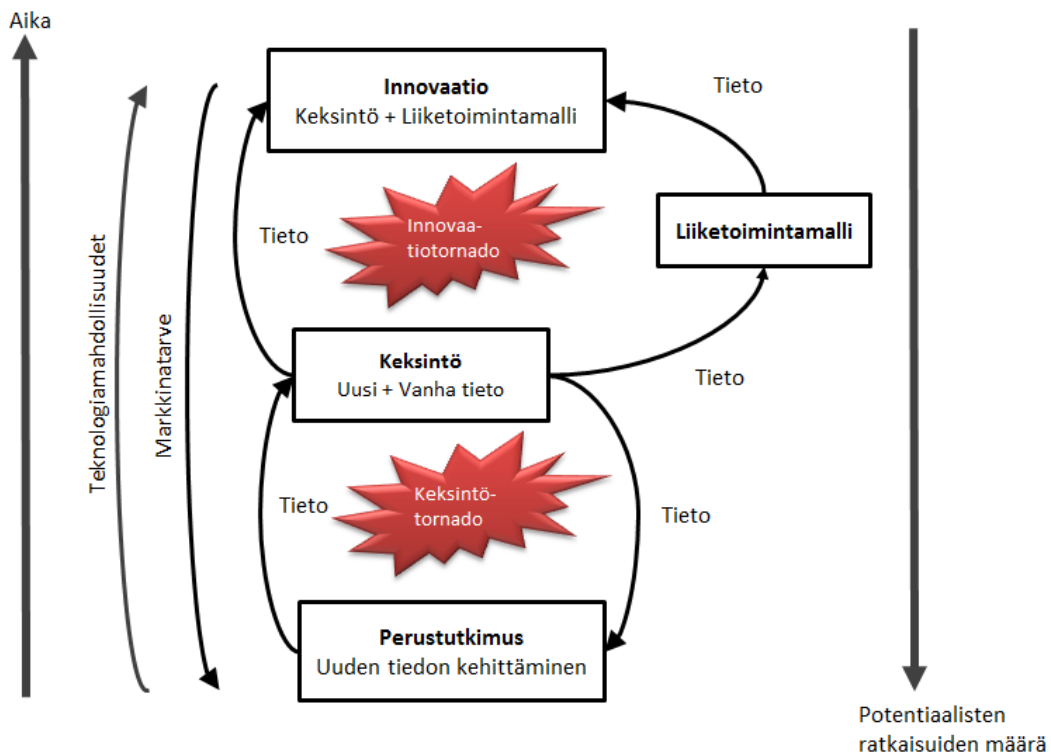 Aika
Innovaatio
Keksintö + Liiketoimintamalli
Tieto
Innovaa-
tiotornado
Tieto
Liiketoimintamalli
Teknologiamahdollisuudet
Markkinatarve
Keksintö
Uusi + Vanha tieto
Tieto
Keksintö-
tornado
Tieto
Tieto
Perustutkimus
Uuden tiedon kehittäminen
Potentiaalisten
ratkaisuiden määrä